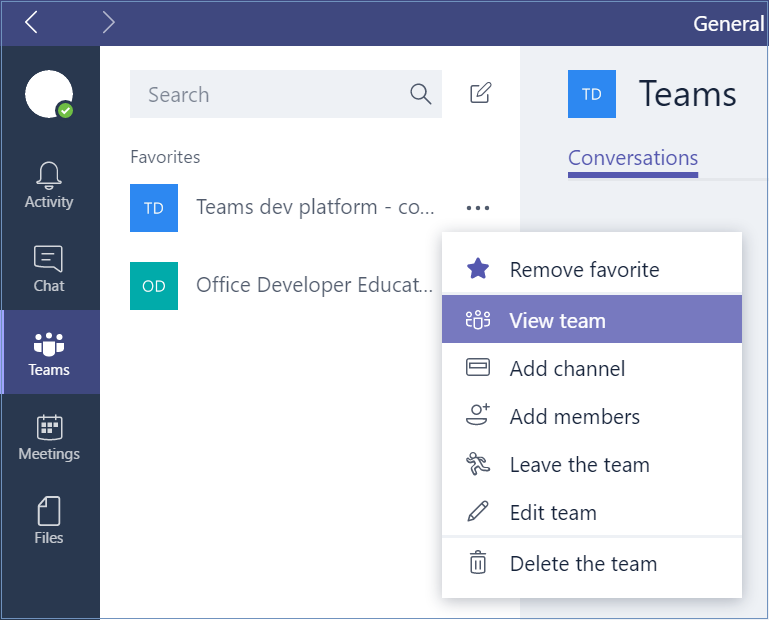 General
Search
TD
Teams
Conversations
Favorites
TD
Teams dev platform - co...
OD
Office Developer Educat...
Activity
Chat
Teams
Meetings
Files
Remove favorite
View team
Add channel
Add members
Leave the team
Edit team
Delete the team